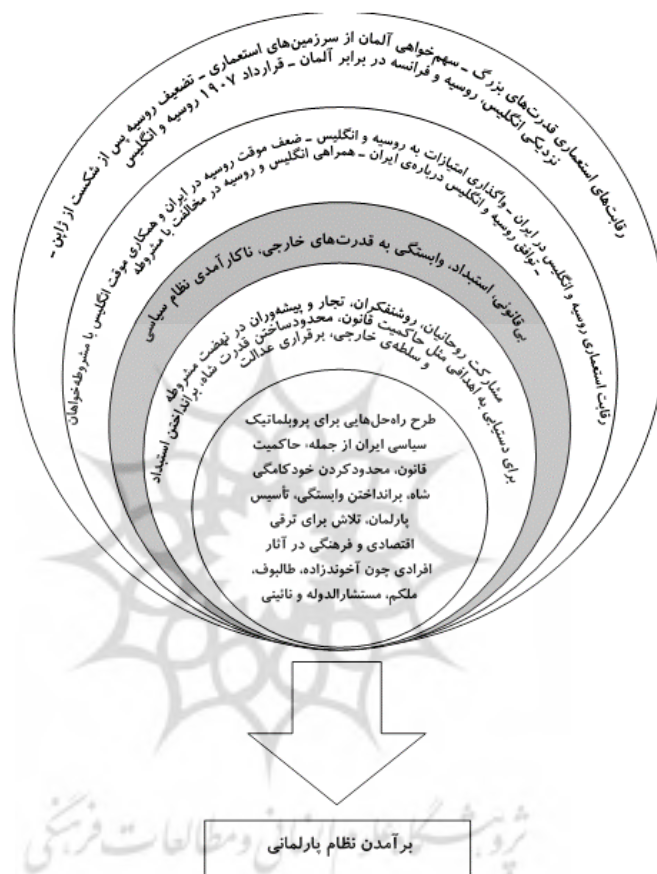 رقابت‌های استعماری قدرت‌های بزرگ ـ سهم‌خواهی آلمان از سرزمین‌های استعماری ـ تضعیف روسیه پس از شکست از ژاپن ـ
نزدیکی انگلیس، روسیه و فرانسه در برابر آلمان ـ قرارداد ۱۹۰۷ روسیه و انگلیس
رقابت استعماری روسیه و انگلیس در ایران ـ واگذاری امتیازات به روسیه و انگلیس ـ ضعف موقت روسیه در ایران و همکاری موقت انگلیس با مشروطه‌خواهان
ـ توافق روسیه و انگلیس درباره‌ی ایران ـ همراهی انگلیس و روسیه در مخالفت با مشروطه
بی‌قانونی، استبداد، وابستگی به قدرت‌های خارجی، ناکارآمدی نظام سیاسی
مشارکت روحانیان، روشنفکران، تجار و پیشه‌وران در نهضت مشروطه
برای دستیابی به اهدافی مثل حاکمیت قانون، محدودساختن قدرت شاه، برانداختن استبداد
و سلطه‌ی خارجی، برقراری عدالت
طرح راه‌حل‌هایی برای پروبلماتیک
سیاسی ایران از جمله، حاکمیت
قانون، محدودکردن خودکامگی
شاه، برانداختن وابستگی، تأسیس
پارلمان، تلاش برای ترقی
اقتصادی و فرهنگی در آثار
افرادی چون آخوندزاده، طالبوف،
ملکم، مستشارالدوله و نائینی
برآمدن نظام پارلمانی
پژوهشگاه علوم انسانی و مطالعات فرهنگی